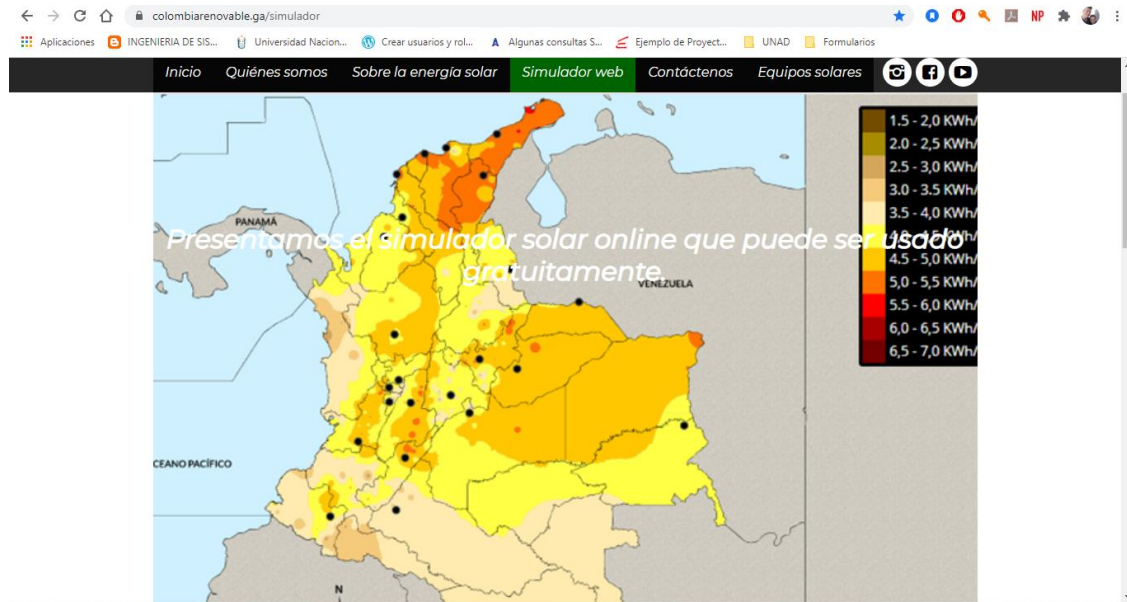 colombiarenovable.ga/simulador
Aplicaciones INGENIERIA DE SIS... Universidad Nacion... Crear usuarios y rol... Algunas consultas S... Ejemplo de Proyect... UNAD Formularios
Inicio Quiénes somos Sobre la energía solar Simulador web Contáctenos Equipos solares
1.5 - 2,0 KWh/
2.0 - 2,5 KWh/
2.5 - 3,0 KWh/
3.0 - 3.5 KWh/
3.5 - 4,0 KWh/
PANAMÁ
Presentamos el simulador solar online que puede ser usado
gratuitamente.
4.5 - 5,0 KWh/
VENEZUELA
5,0 - 5,5 KWh/
5.5 - 6,0 KWh/
6,0 - 6,5 KWh/
6,5 - 7,0 KWh/
CEANO PACÍFICO
N